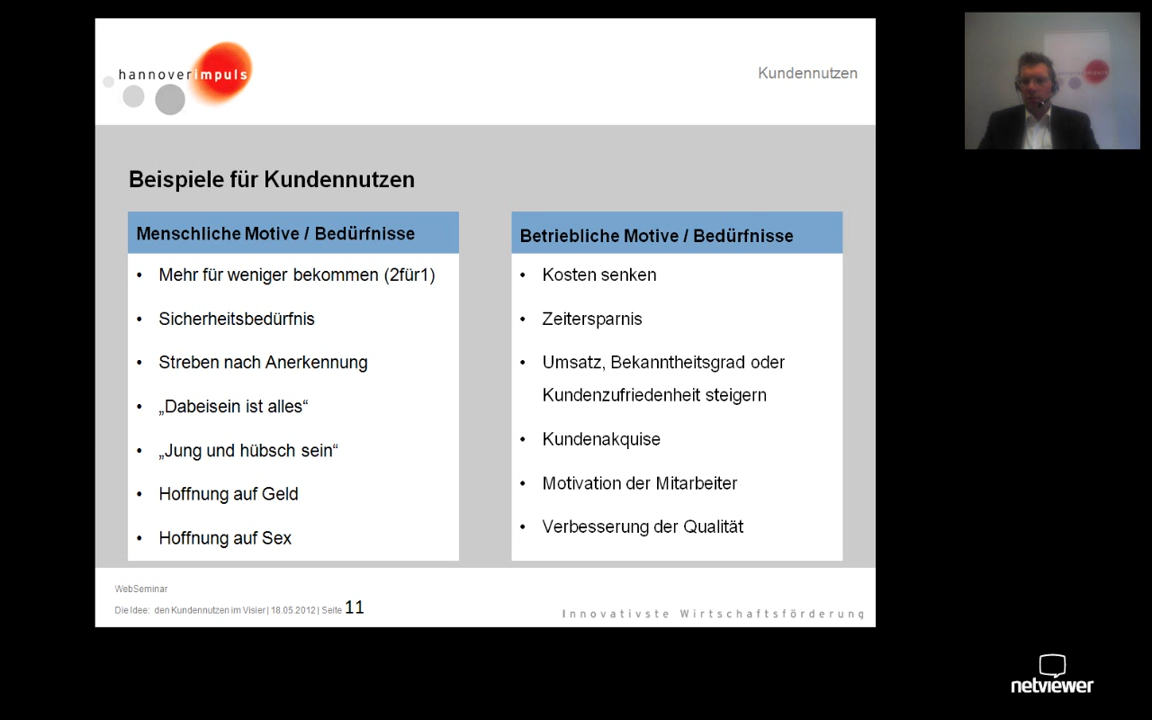 hannoverimpuls
Kundennutzen
Beispiele für Kundennutzen
Menschliche Motive / Bedürfnisse
• Mehr für weniger bekommen (2für1)
• Sicherheitsbedürfnis
• Streben nach Anerkennung
• „Dabeisein ist alles“
• „Jung und hübsch sein“
• Hoffnung auf Geld
• Hoffnung auf Sex
Betriebliche Motive / Bedürfnisse
• Kosten senken
• Zeitersparnis
• Umsatz, Bekanntheitsgrad oder
Kundenzufriedenheit steigern
• Kundenakquise
• Motivation der Mitarbeiter
• Verbesserung der Qualität
WebSeminar
Die Idee: den Kundennutzen im Visier | 18.05.2012 | Seite 11
Innovativste Wirtschaftsförderung
netviewer